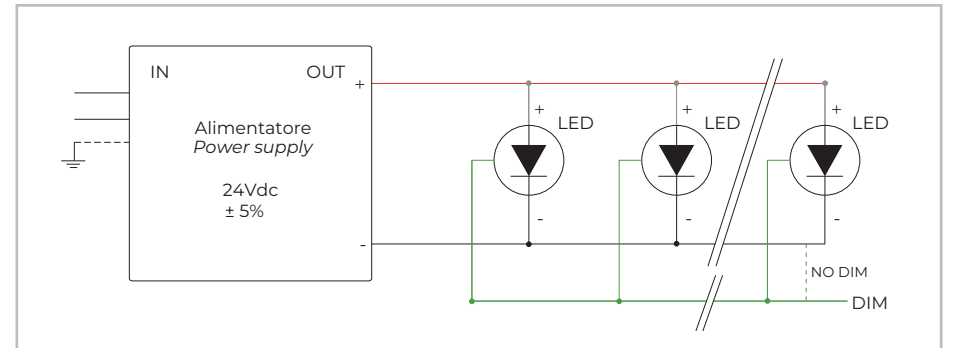 IN
OUT
+
Alimentatore
Power supply
24Vdc
± 5%
-
+
LED
-
+
LED
-
+
LED
-
NO DIM
DIM